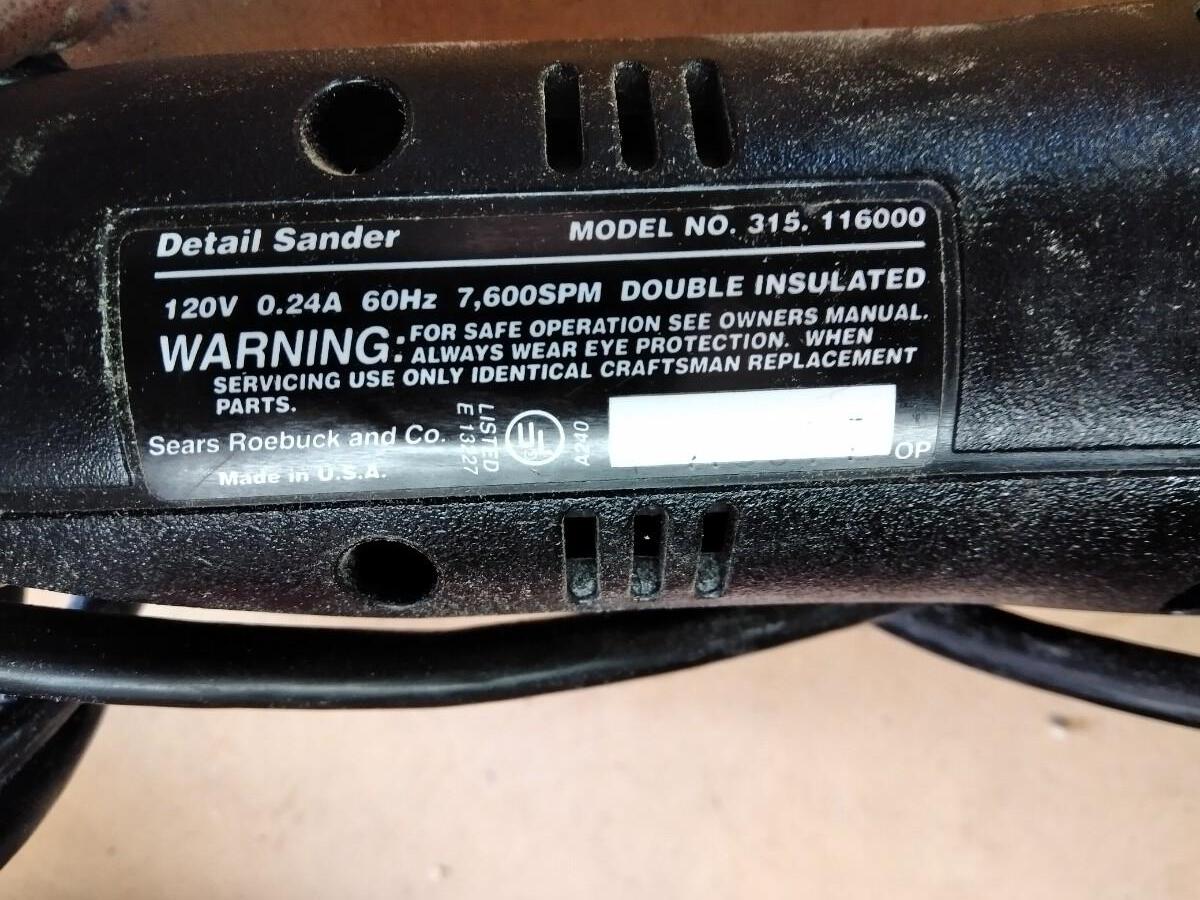 Detail Sander MODEL NO. 315. 116000
120V 0.24A 60Hz 7,600SPM DOUBLE INSULATED
WARNING: FOR SAFE OPERATION SEE OWNERS MANUAL.
ALWAYS WEAR EYE PROTECTION. WHEN
SERVICING USE ONLY IDENTICAL CRAFTSMAN REPLACEMENT
PARTS.
Sears Roebuck and Co.
Made in U.S.A.
LISTED
E 13327
UL
A240
OP